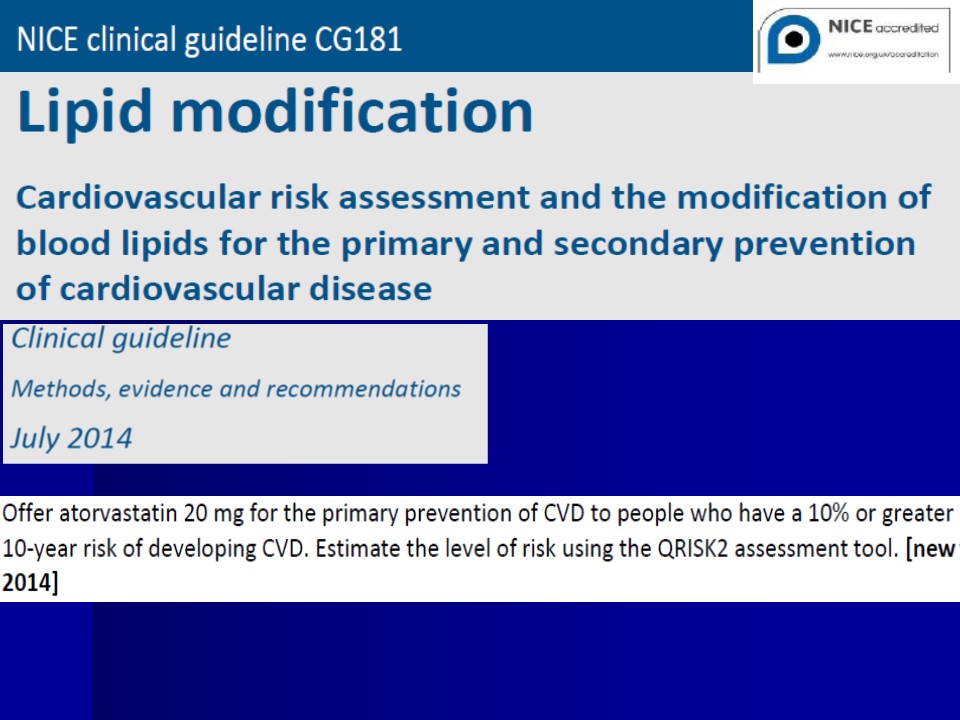 NICE clinical guideline CG181
NICE accredited
www.nice.org.uk/accreditation
Lipid modification
Cardiovascular risk assessment and the modification of
blood lipids for the primary and secondary prevention
of cardiovascular disease
Clinical guideline
Methods, evidence and recommendations
July 2014
Offer atorvastatin 20 mg for the primary prevention of CVD to people who have a 10% or greater
10-year risk of developing CVD. Estimate the level of risk using the QRISK2 assessment tool. [new
2014]